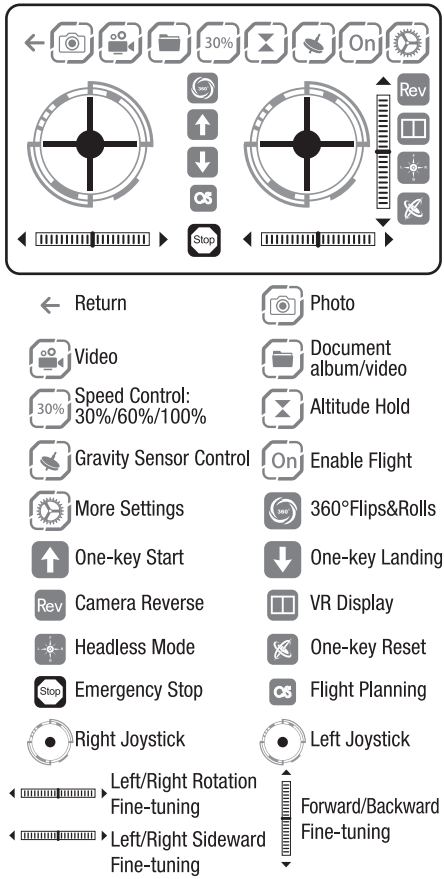 30%
On
360°
Rev
Stop
Return
Photo
Video
Document
album/video
30%
Speed Control:
30%/60%/100%
Altitude Hold
Gravity Sensor Control
On
Enable Flight
More Settings
360°
360°Flips&Rolls
One-key Start
One-key Landing
Rev
Camera Reverse
VR Display
Headless Mode
One-key Reset
Stop
Emergency Stop
Flight Planning
Right Joystick
Left Joystick
Left/Right Rotation
Fine-tuning
Forward/Backward
Fine-tuning
Left/Right Sideward
Fine-tuning